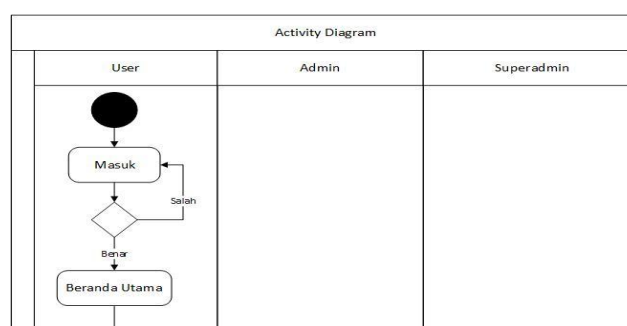 Activity Diagram
User
Admin
Superadmin
Masuk
Salah
Benar
Beranda Utama